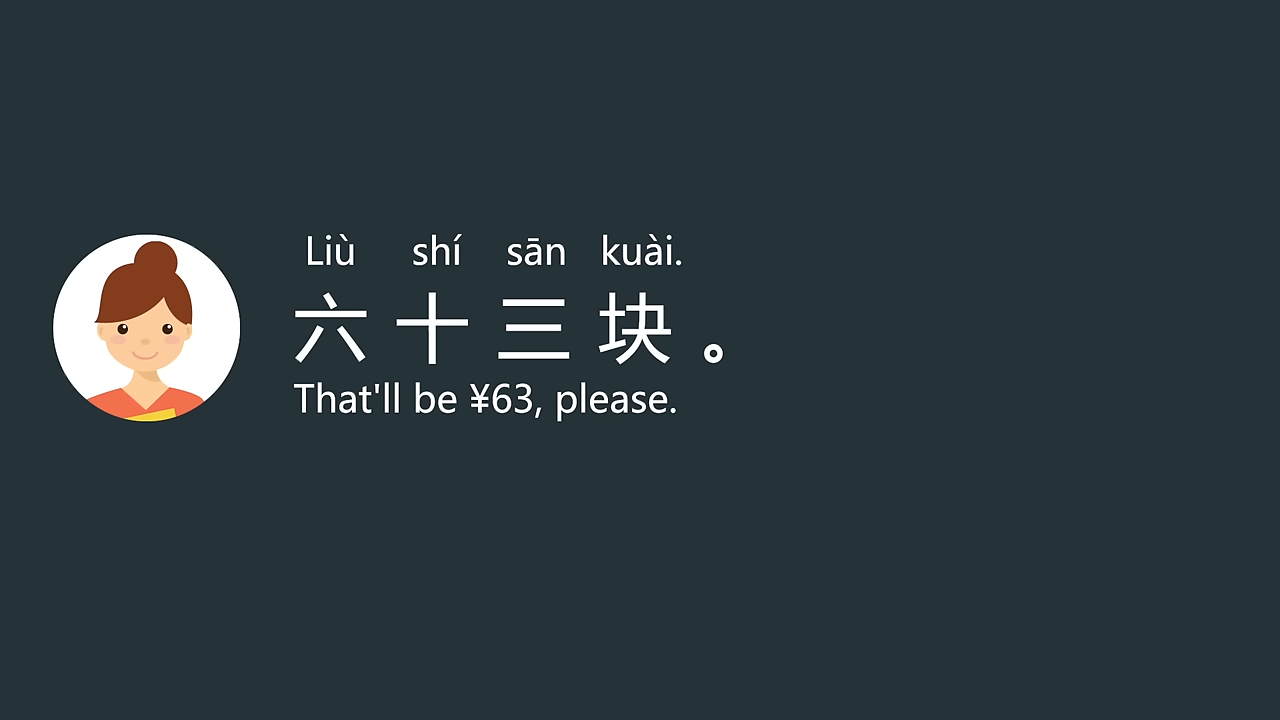 Liù shí sān kuài.
六十三块。
That'll be ¥63, please.